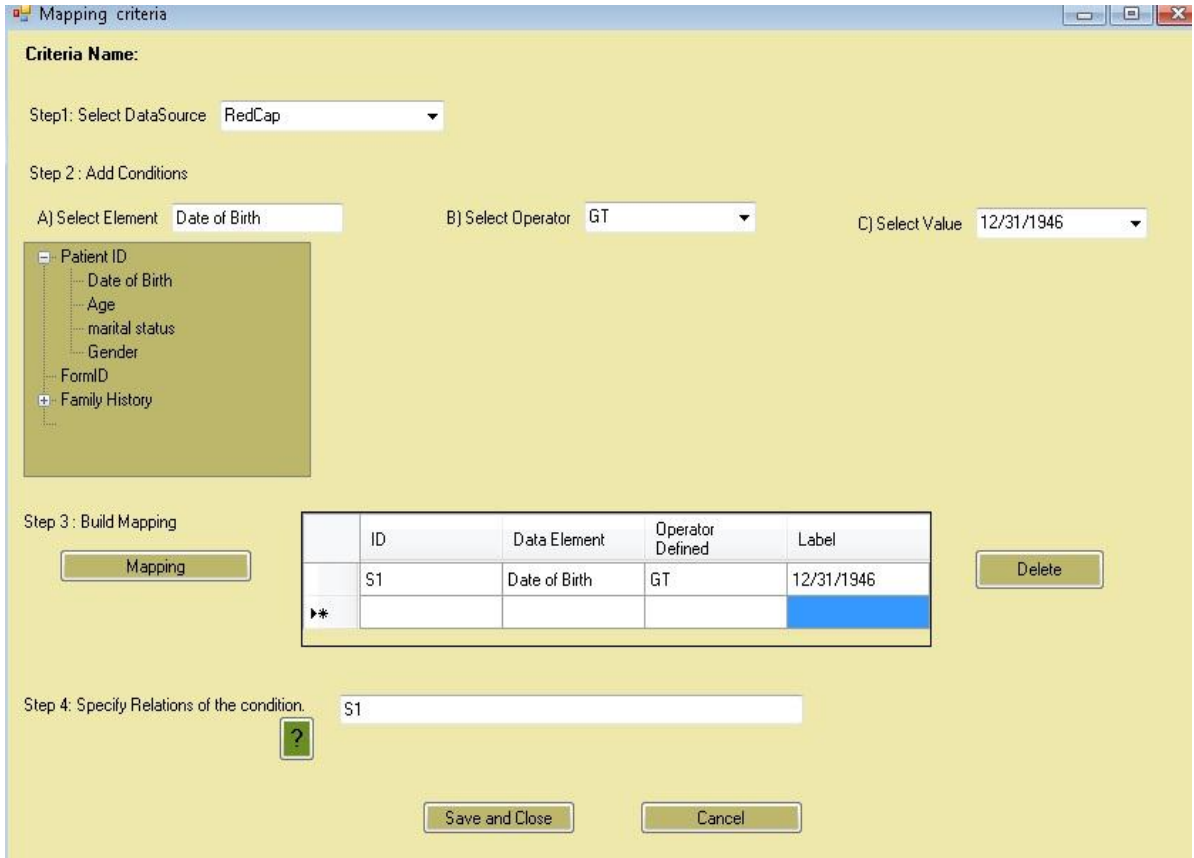 Mapping criteria
Criteria Name:
Step1: Select DataSource RedCap
Step 2 : Add Conditions
A) Select Element Date of Birth B) Select Operator GT C) Select Value 12/31/1946
Patient ID
Date of Birth
Age
marital status
Gender
FormID
Family History
Step 3 : Build Mapping
Mapping
ID Data Element Operator Defined Label
S1 Date of Birth GT 12/31/1946
Delete
Step 4: Specify Relations of the condition. S1
?
Save and Close Cancel